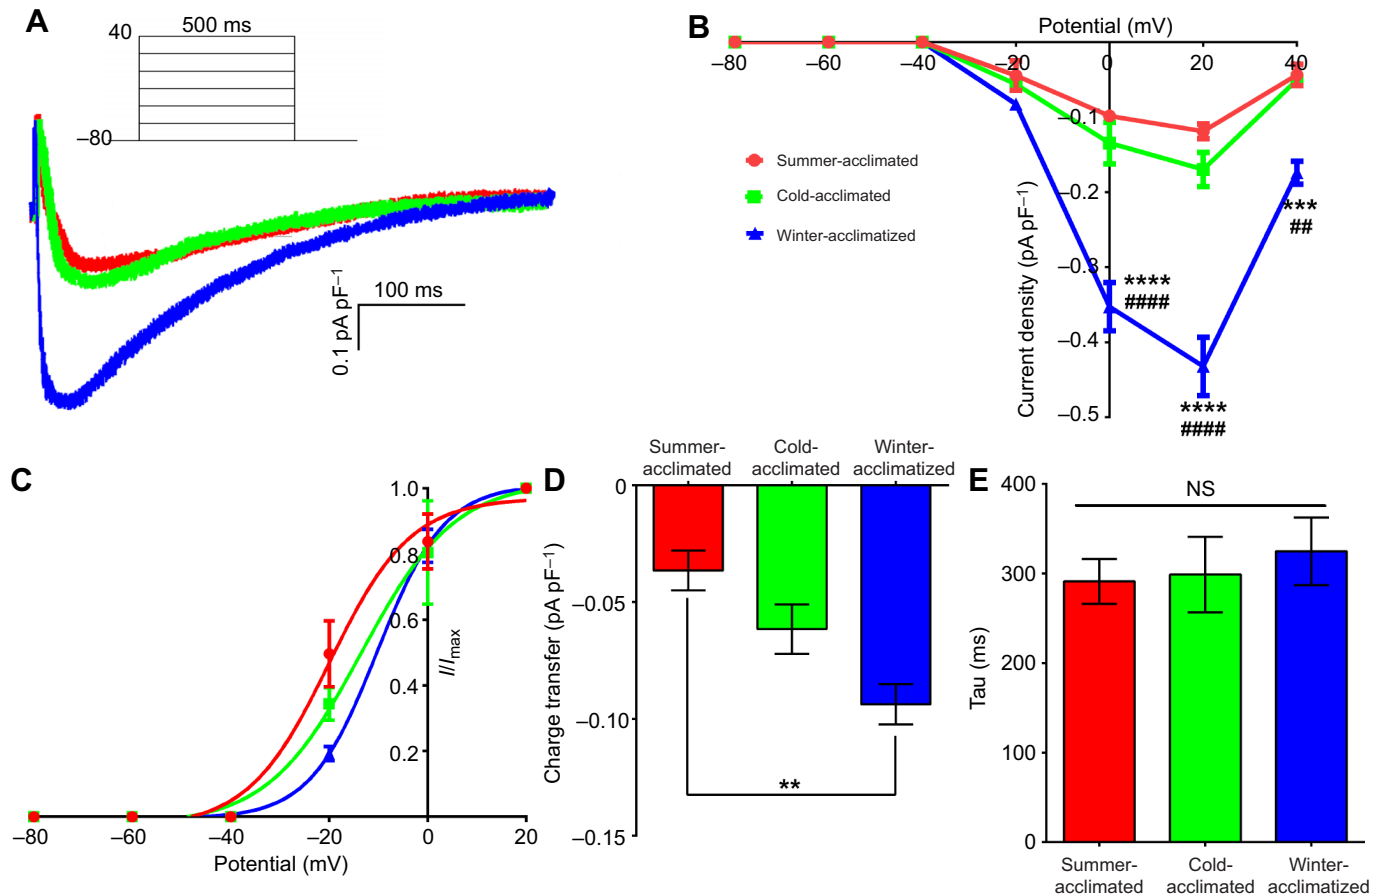 A
40
500 ms
–80
0.1 pA pF–1
100 ms
B
Potential (mV)
–80
–60
–40
–20
0
20
40
–0.1
–0.2
–0.3
–0.4
–0.5
Current density (pA pF–1)
Summer-acclimated
Cold-acclimated
Winter-acclimatized
****
####
****
####
***
##
C
1.0
0.8
0.6
0.4
0.2
I/Imax
–80
–60
–40
–20
0
20
Potential (mV)
D
Summer-
acclimated
Cold-
acclimated
Winter-
acclimatized
0
–0.05
–0.10
–0.15
Charge transfer (pA pF–1)
**
E
400
300
200
100
0
Tau (ms)
NS
Summer-
acclimated
Cold-
acclimated
Winter-
acclimatized